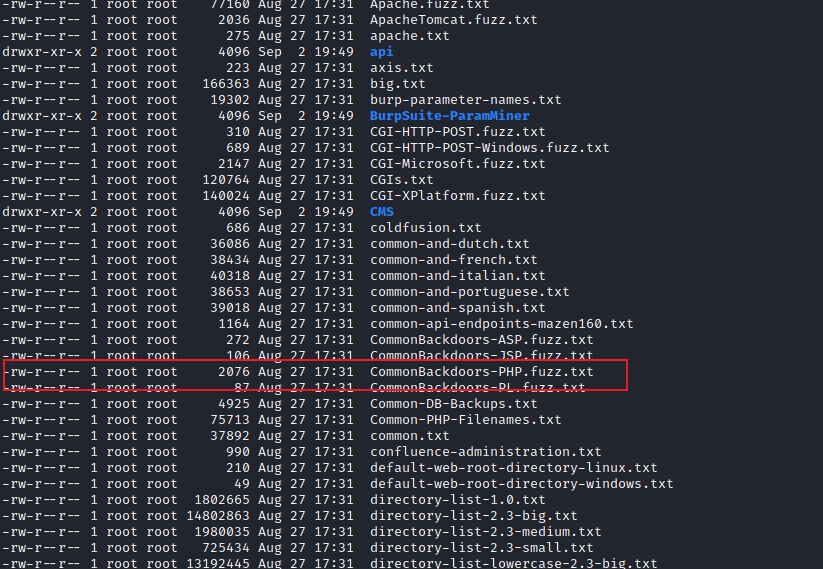 -rw-r--r-- 1 root root    77160 Aug 27 17:31  Apache.fuzz.txt
-rw-r--r-- 1 root root     2036 Aug 27 17:31  ApacheTomcat.fuzz.txt
-rw-r--r-- 1 root root      275 Aug 27 17:31  apache.txt
drwxr-xr-x 2 root root     4096 Sep  2 19:49  api
-rw-r--r-- 1 root root      223 Aug 27 17:31  axis.txt
-rw-r--r-- 1 root root   166363 Aug 27 17:31  big.txt
-rw-r--r-- 1 root root    19302 Aug 27 17:31  burp-parameter-names.txt
drwxr-xr-x 2 root root     4096 Sep  2 19:49  BurpSuite-ParamMiner
-rw-r--r-- 1 root root      310 Aug 27 17:31  CGI-HTTP-POST.fuzz.txt
-rw-r--r-- 1 root root      689 Aug 27 17:31  CGI-HTTP-POST-Windows.fuzz.txt
-rw-r--r-- 1 root root     2147 Aug 27 17:31  CGI-Microsoft.fuzz.txt
-rw-r--r-- 1 root root   120764 Aug 27 17:31  CGIs.txt
-rw-r--r-- 1 root root   140024 Aug 27 17:31  CGI-XPlatform.fuzz.txt
drwxr-xr-x 2 root root     4096 Sep  2 19:49  CMS
-rw-r--r-- 1 root root      686 Aug 27 17:31  coldfusion.txt
-rw-r--r-- 1 root root    36086 Aug 27 17:31  common-and-dutch.txt
-rw-r--r-- 1 root root    38434 Aug 27 17:31  common-and-french.txt
-rw-r--r-- 1 root root    40318 Aug 27 17:31  common-and-italian.txt
-rw-r--r-- 1 root root    38653 Aug 27 17:31  common-and-portuguese.txt
-rw-r--r-- 1 root root    39018 Aug 27 17:31  common-and-spanish.txt
-rw-r--r-- 1 root root     1164 Aug 27 17:31  common-api-endpoints-mazen160.txt
-rw-r--r-- 1 root root      272 Aug 27 17:31  CommonBackdoors-ASP.fuzz.txt
-rw-r--r-- 1 root root      106 Aug 27 17:31  CommonBackdoors-JSP.fuzz.txt
-rw-r--r-- 1 root root     2076 Aug 27 17:31  CommonBackdoors-PHP.fuzz.txt
-rw-r--r-- 1 root root       87 Aug 27 17:31  CommonBackdoors-PL.fuzz.txt
-rw-r--r-- 1 root root     4925 Aug 27 17:31  Common-DB-Backups.txt
-rw-r--r-- 1 root root    75713 Aug 27 17:31  Common-PHP-Filenames.txt
-rw-r--r-- 1 root root    37892 Aug 27 17:31  common.txt
-rw-r--r-- 1 root root      990 Aug 27 17:31  confluence-administration.txt
-rw-r--r-- 1 root root      210 Aug 27 17:31  default-web-root-directory-linux.txt
-rw-r--r-- 1 root root       49 Aug 27 17:31  default-web-root-directory-windows.txt
-rw-r--r-- 1 root root  1802665 Aug 27 17:31  directory-list-1.0.txt
-rw-r--r-- 1 root root 14802863 Aug 27 17:31  directory-list-2.3-big.txt
-rw-r--r-- 1 root root  1980035 Aug 27 17:31  directory-list-2.3-medium.txt
-rw-r--r-- 1 root root   725434 Aug 27 17:31  directory-list-2.3-small.txt
-rw-r--r-- 1 root root 13192445 Aug 27 17:31  directory-list-lowercase-2.3-big.txt